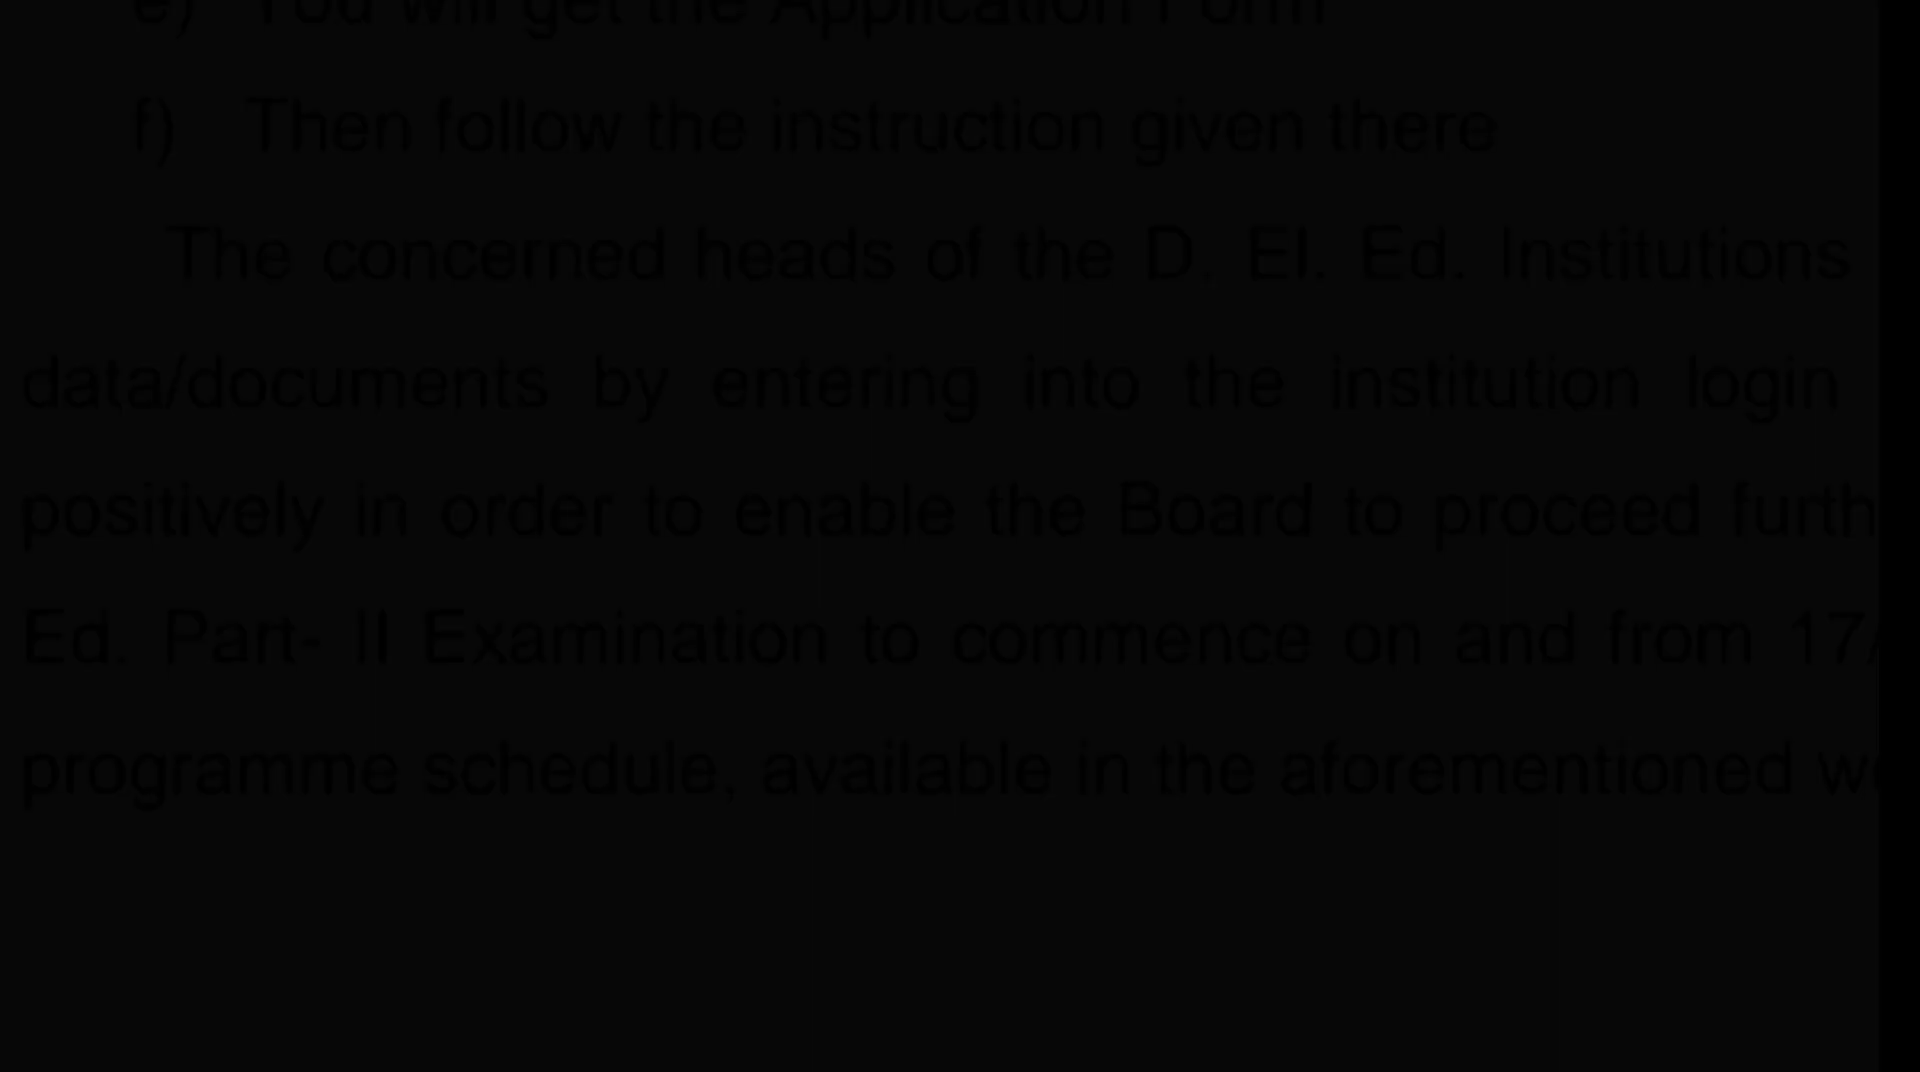 e) You will get the Application Form
f) Then follow the instruction given there
The concerned heads of the D. El. Ed. Institutions
data/documents by entering into the institution login
positively in order to enable the Board to proceed furth
Ed. Part- II Examination to commence on and from 17/
programme schedule, available in the aforementioned we